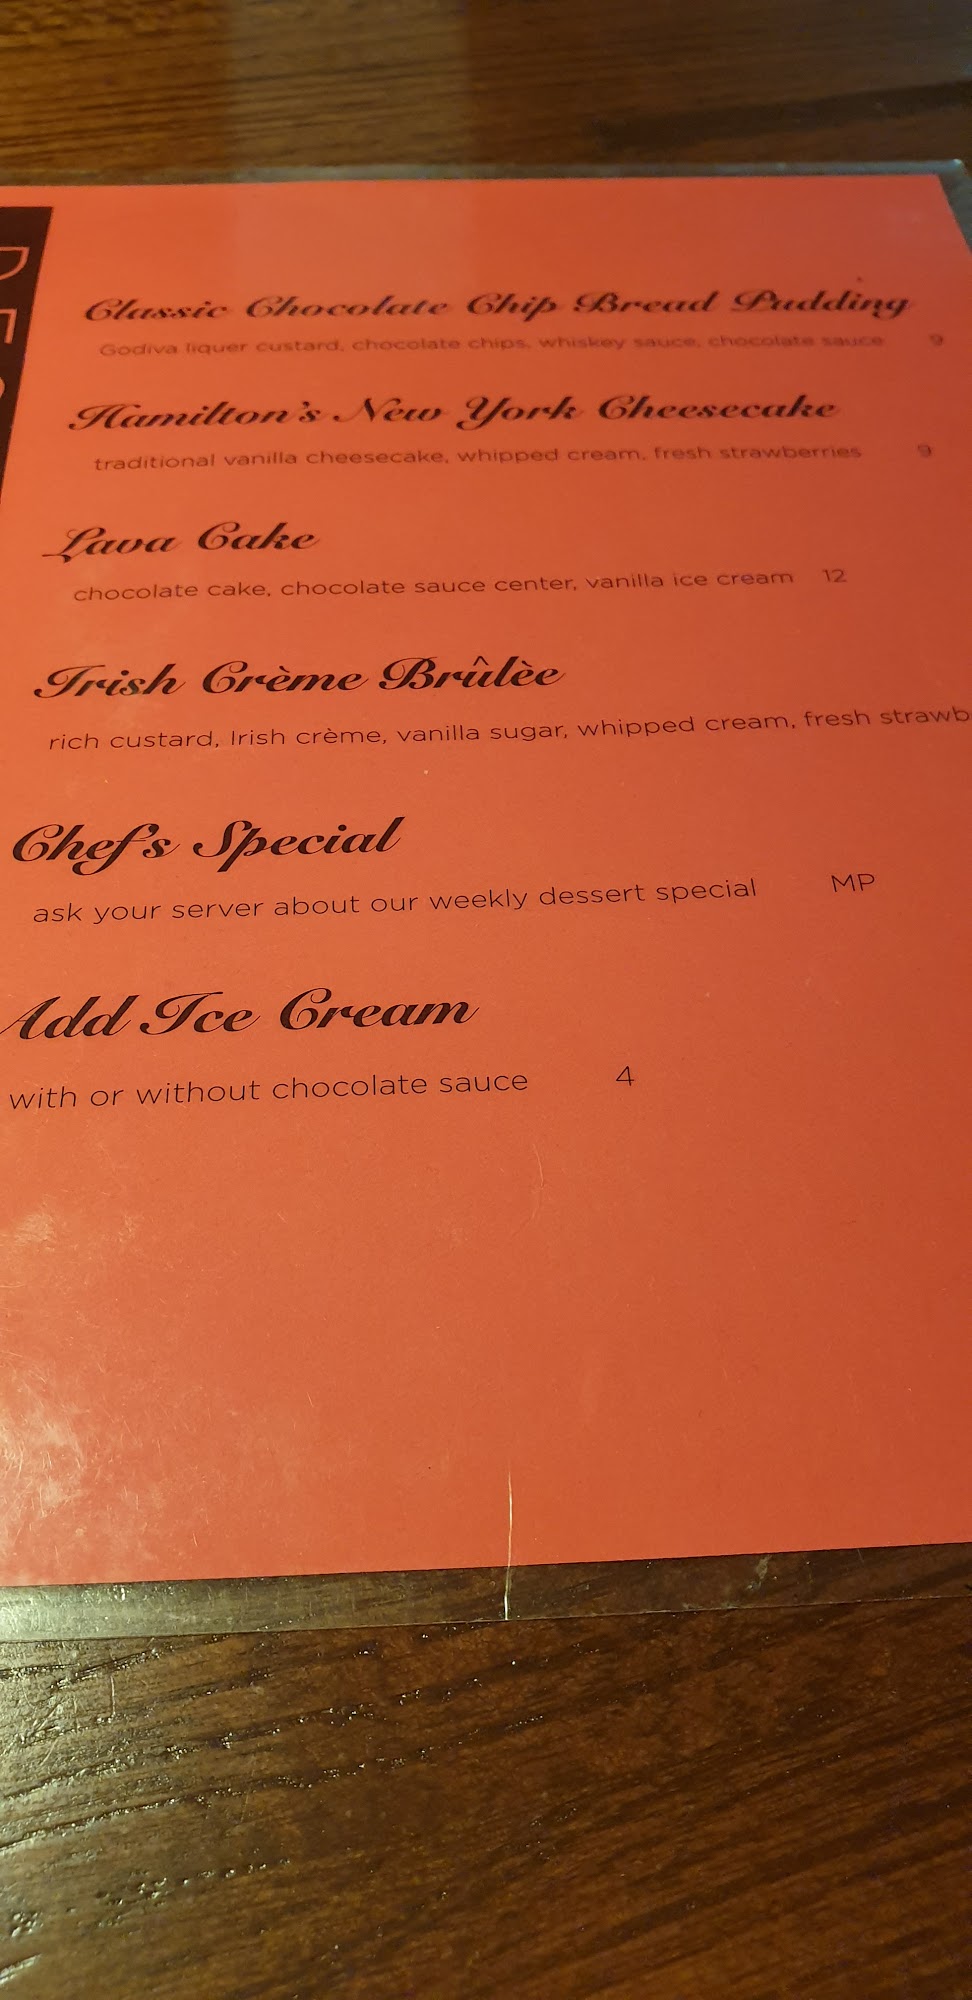 Classic Chocolate Chip Bread Pudding
Godiva liquer custard, chocolate chips, whiskey sauce, chocolate sauce 9
Hamilton's New York Cheesecake
traditional vanilla cheesecake, whipped cream, fresh strawberries 9
Lava Cake
chocolate cake, chocolate sauce center, vanilla ice cream 12
Irish Crème Brûlèe
rich custard, Irish crème, vanilla sugar, whipped cream, fresh strawb
Chef's Special
ask your server about our weekly dessert special MP
Add Ice Cream
with or without chocolate sauce 4